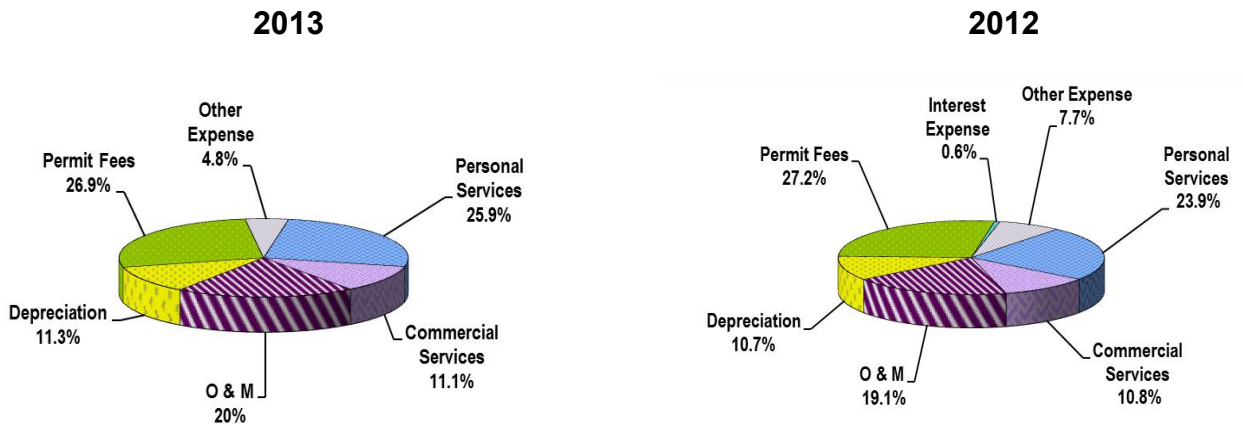 2013
Other
Expense
4.8%
Permit Fees
26.9%
Personal
Services
25.9%
Depreciation
11.3%
Commercial
Services
11.1%
O & M
20%
2012
Interest
Expense
0.6%
Other Expense
7.7%
Permit Fees
27.2%
Personal
Services
23.9%
Depreciation
10.7%
Commercial
Services
10.8%
O & M
19.1%